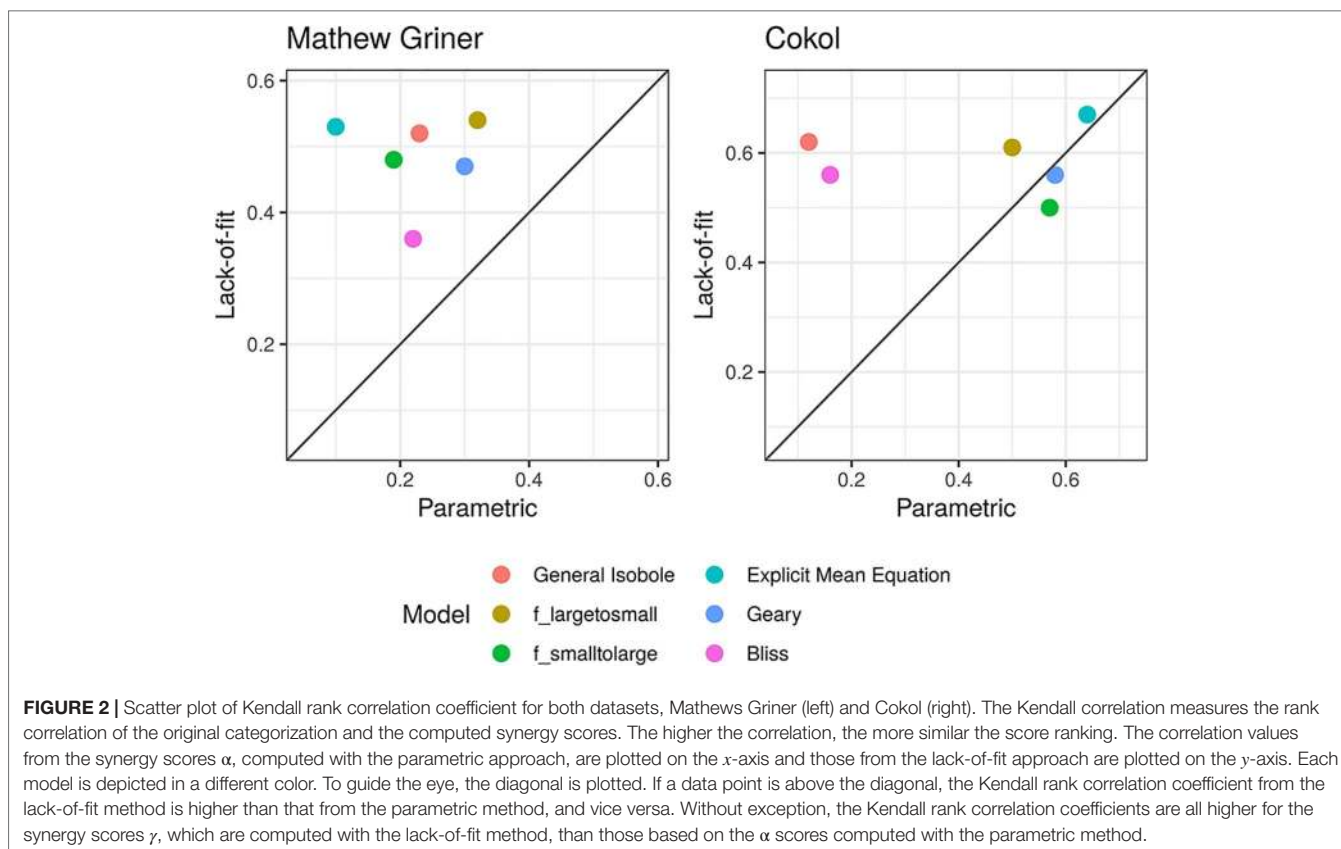 Mathew Griner
Cokol
0.6
0.4
0.2
Lack-of-fit
0.2
0.4
0.6
Parametric
0.6
0.4
0.2
Lack-of-fit
0.2
0.4
0.6
Parametric
Model
General Isobole
f_largetosmall
f_smalltolarge
Explicit Mean Equation
Geary
Bliss
FIGURE 2 | Scatter plot of Kendall rank correlation coefficient for both datasets, Mathews Griner (left) and Cokol (right). The Kendall correlation measures the rank
correlation of the original categorization and the computed synergy scores. The higher the correlation, the more similar the score ranking. The correlation values
from the synergy scores α, computed with the parametric approach, are plotted on the x-axis and those from the lack-of-fit approach are plotted on the y-axis. Each
model is depicted in a different color. To guide the eye, the diagonal is plotted. If a data point is above the diagonal, the Kendall rank correlation coefficient from the
lack-of-fit method is higher than that from the parametric method, and vice versa. Without exception, the Kendall rank correlation coefficients are all higher for the
synergy scores γ, which are computed with the lack-of-fit method, than those based on the α scores computed with the parametric method.